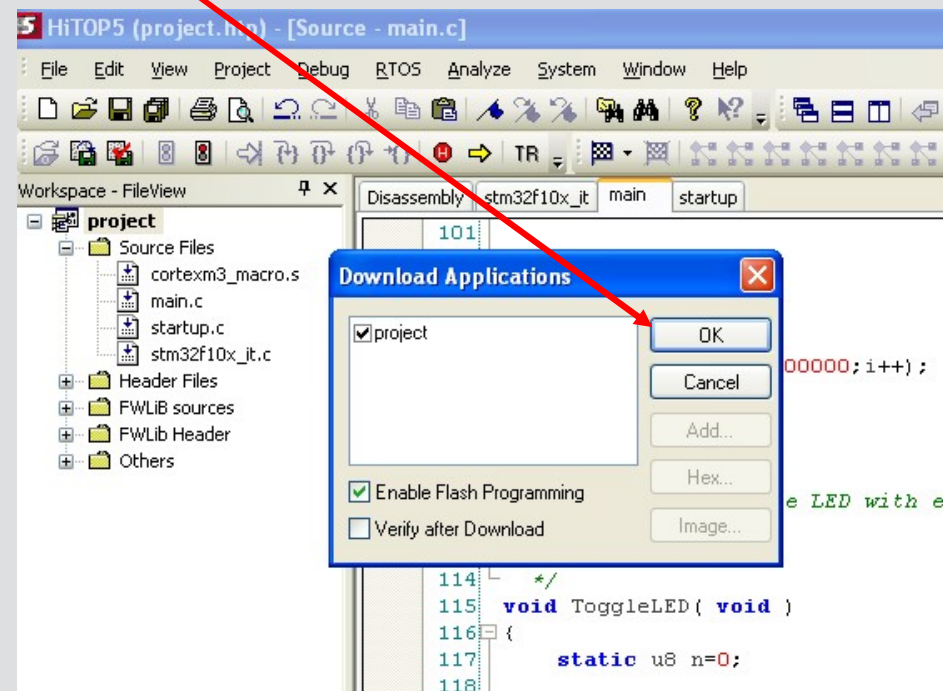 HiTOP5 (project.htp) - [Source - main.c]
File Edit View Project Debug RTOS Analyze System Window Help
TR
Workspace - FileView
Disassembly stm32f10x_it main startup
project
Source Files
cortexm3_macro.s
main.c
startup.c
stm32f10x_it.c
Header Files
FWLiB sources
FWLib Header
Others
101
Download Applications
project
OK
Cancel
Add...
Hex...
Image...
Enable Flash Programming
Verify after Download
00000;i++);
e LED with e
114 */
115 void ToggleLED( void )
116 {
117 static u8 n=0;
118